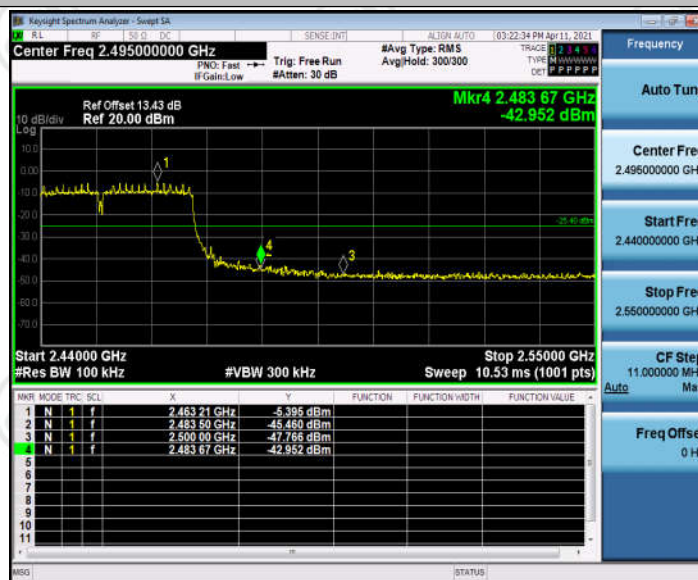 Keysight Spectrum Analyzer - Swept SA
RL RF 50 Ω DC SENSE:INT ALIGN AUTO 03:22:34 PM Apr 11, 2021
Center Freq 2.495000000 GHz #Avg Type: RMS TRACE 1 2 3 4 5 6
PNO: Fast Trig: Free Run Avg|Hold: 300/300 TYPE M WWWWW
IFGain:Low #Atten: 30 dB DET P P P P P P
Mkr4 2.483 67 GHz
-42.952 dBm
Ref Offset 13.43 dB
10 dB/div Ref 20.00 dBm
Log
10.0
0.00
-10.0
-20.0
-30.0
-40.0
-50.0
-60.0
-70.0
1
4
3
-25.40 dBm
Start 2.44000 GHz Stop 2.55000 GHz
#Res BW 100 kHz #VBW 300 kHz Sweep 10.53 ms (1001 pts)
MKR MODE TRC SCL X Y FUNCTION FUNCTION WIDTH FUNCTION VALUE
1 N 1 f 2.463 21 GHz -5.395 dBm
2 N 1 f 2.483 50 GHz -45.460 dBm
3 N 1 f 2.500 00 GHz -47.766 dBm
4 N 1 f 2.483 67 GHz -42.952 dBm
5
6
7
8
9
10
11
MSG STATUS
Frequency
Auto Tun
Center Fre
2.495000000 GH
Start Fre
2.440000000 GH
Stop Fre
2.550000000 GH
CF Step
11.000000 MH
Auto Ma
Freq Offse
0 H